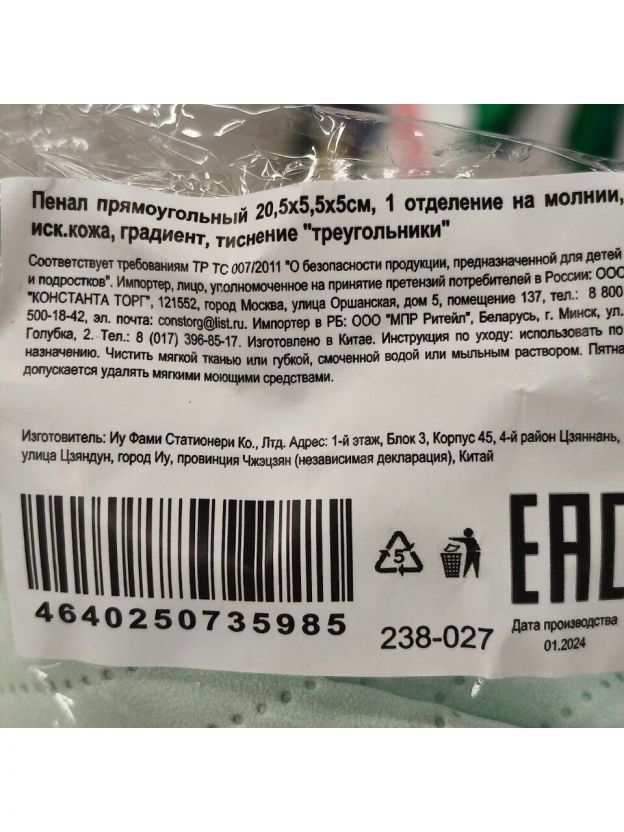 Пенал прямоугольный 20,5х5,5х5см, 1 отделение на молнии,
иск.кожа, градиент, тиснение "треугольники"
Соответствует требованиям ТР ТС 007/2011 "О безопасности продукции, предназначенной для детей
и подростков". Импортер, лицо, уполномоченное на принятие претензий потребителей в России: ООО
"КОНСТАНТА ТОРГ", 121552, город Москва, улица Оршанская, дом 5, помещение 137, тел.: 8 800
500-18-42, эл. почта: constorg@list.ru. Импортер в РБ: ООО "МПР Ритейл", Беларусь, г. Минск, ул.
Голубка, 2. Тел.: 8 (017) 396-85-17. Изготовлено в Китае. Инструкция по уходу: использовать по
назначению. Чистить мягкой тканью или губкой, смоченной водой или мыльным раствором. Пятна
допускается удалять мягкими моющими средствами.
Изготовитель: Иу Фами Статионери Ко., Лтд. Адрес: 1-й этаж, Блок 3, Корпус 45, 4-й район Цзяннань,
улица Цзяндун, город Иу, провинция Чжэцзян (независимая декларация), Китай
5
EAC
4640250735985
238-027
Дата производства
01.2024